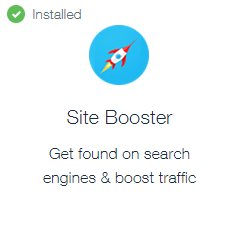 Installed
Site Booster
Get found on search
engines & boost traffic